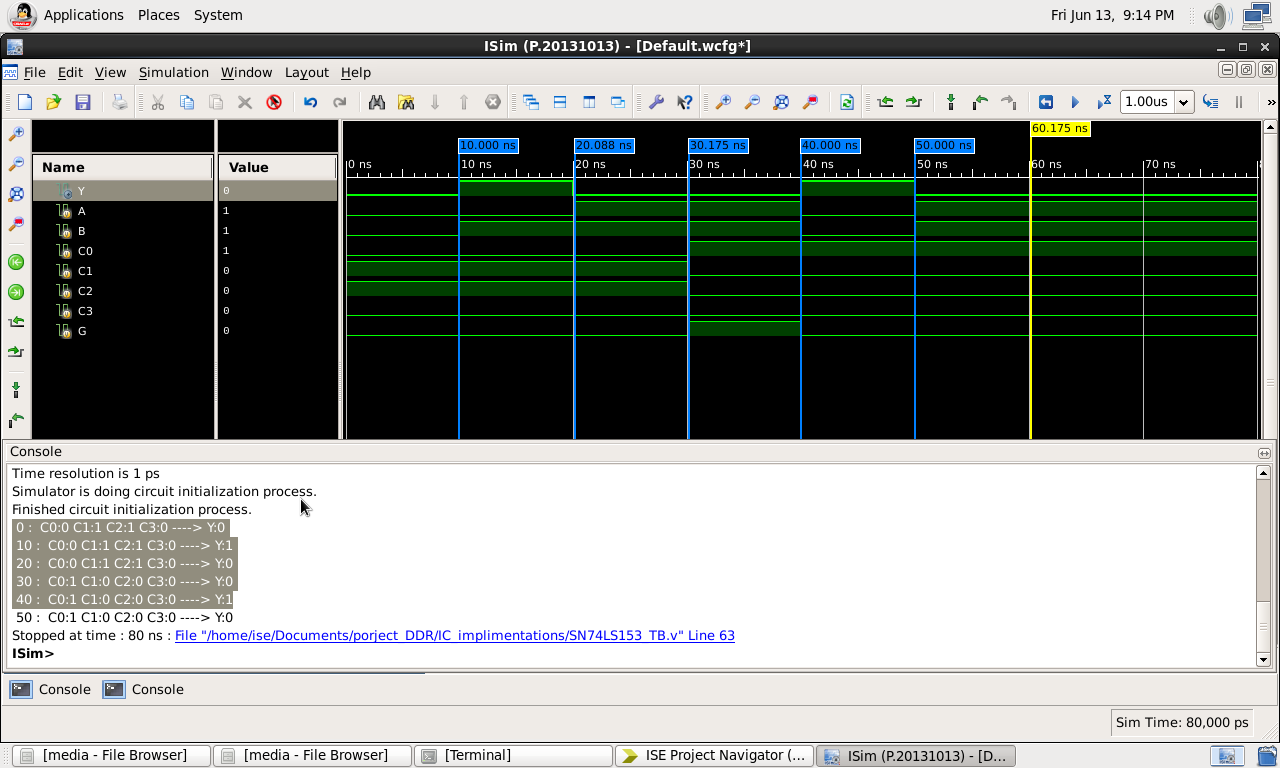 Applications Places System Fri Jun 13, 9:14 PM
ISim (P.20131013) - [Default.wcfg*]
File Edit View Simulation Window Layout Help
1.00us »
60.175 ns
10.000 ns 20.088 ns 30.175 ns 40.000 ns 50.000 ns
Name Value 0 ns 10 ns 20 ns 30 ns 40 ns 50 ns 60 ns 70 ns
Y 0
A 1
B 1
C0 1
C1 0
C2 0
C3 0
G 0
Console
Time resolution is 1 ps
Simulator is doing circuit initialization process.
Finished circuit initialization process.
0 : C0:0 C1:1 C2:1 C3:0 ----> Y:0
10 : C0:0 C1:1 C2:1 C3:0 ----> Y:1
20 : C0:0 C1:1 C2:1 C3:0 ----> Y:0
30 : C0:1 C1:0 C2:0 C3:0 ----> Y:0
40 : C0:1 C1:0 C2:0 C3:0 ----> Y:1
50 : C0:1 C1:0 C2:0 C3:0 ----> Y:0
Stopped at time : 80 ns : File "/home/ise/Documents/porject_DDR/IC_implimentations/SN74LS153_TB.v" Line 63
ISim>
Console Console
Sim Time: 80,000 ps
[media - File Browser] [media - File Browser] [Terminal] ISE Project Navigator (... ISim (P.20131013) - [D...